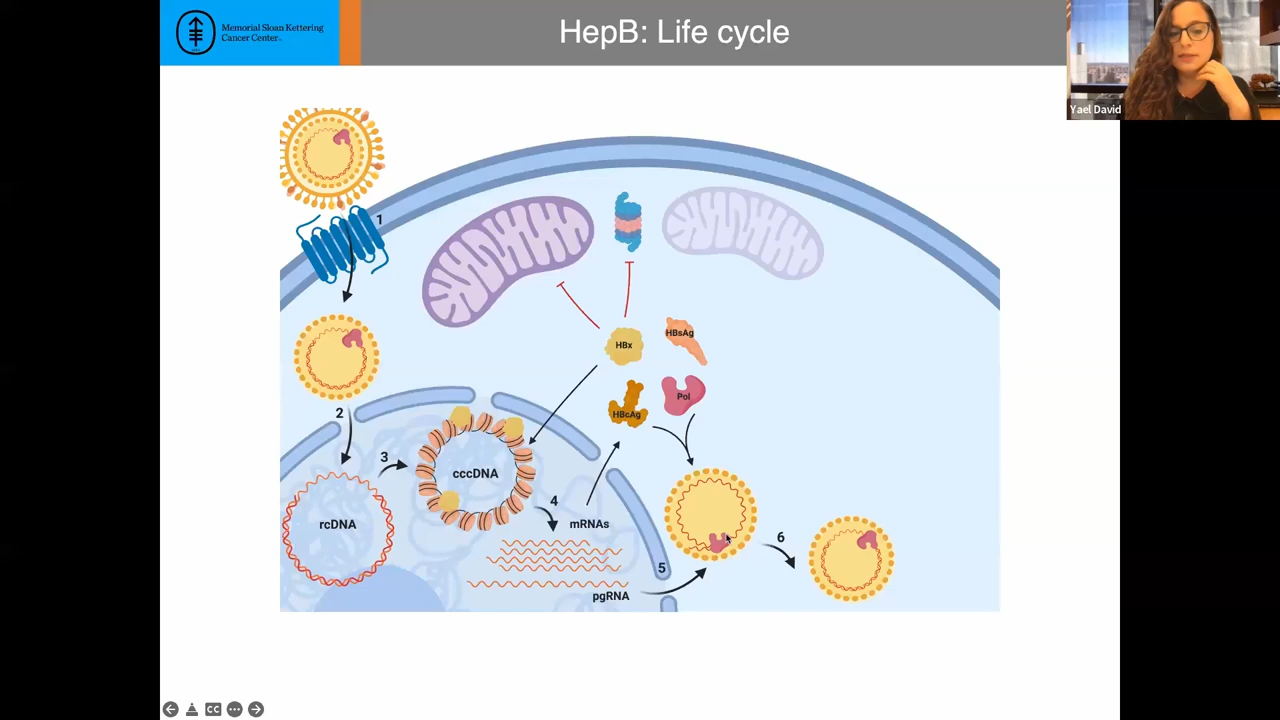 Memorial Sloan Kettering
Cancer Center
HepB: Life cycle
Yael David
1
HBx
HBsAg
Pol
HBcAg
2
3
cccDNA
rcDNA
4
mRNAs
5
pgRNA
6
CC